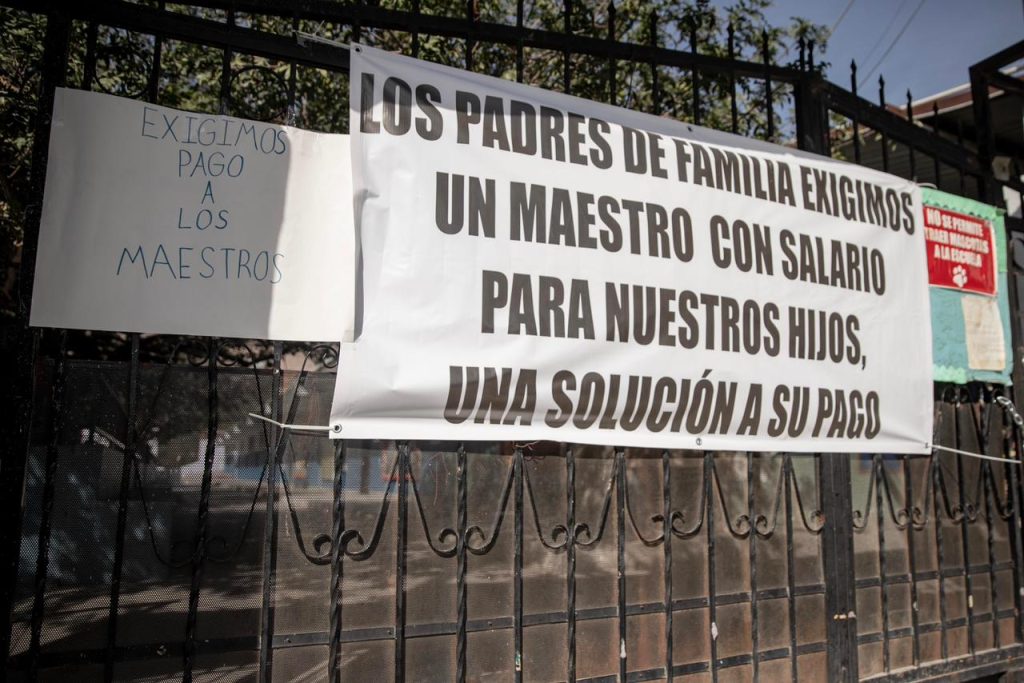 EXIGIMOS
PAGO
A
LOS
MAESTROS
LOS PADRES DE FAMILIA EXIGIMOS
UN MAESTRO CON SALARIO
PARA NUESTROS HIJOS,
UNA SOLUCIÓN A SU PAGO
NO SE PERMITE
TRAER MASCOTAS
A LA ESCUELA